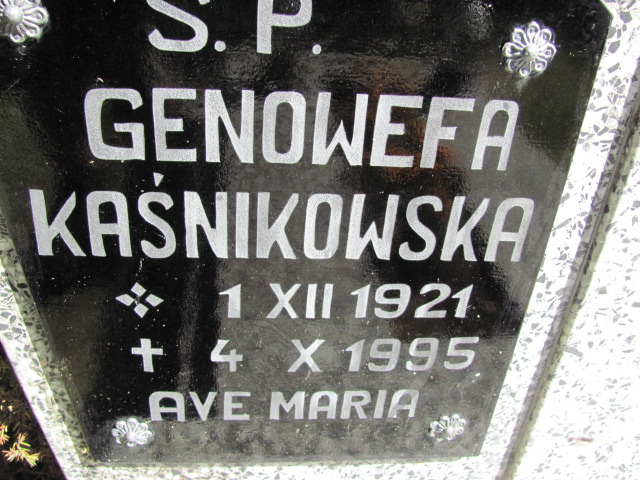 Ś. P.
GENOWEFA
KAŚNIKOWSKA
1 XII 1921
✝ 4 X 1995
AVE MARIA